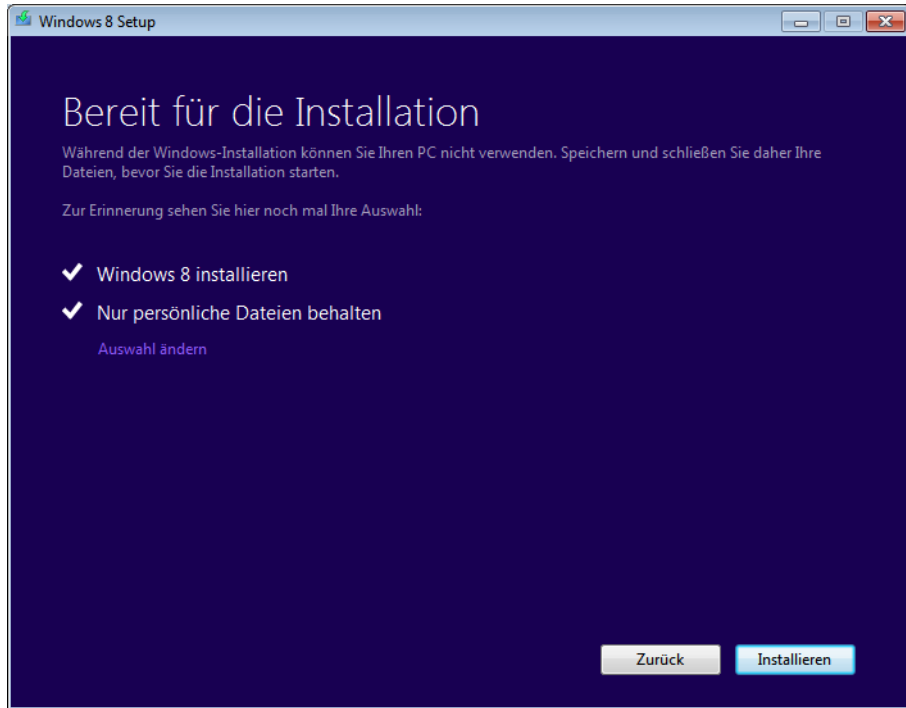 Windows 8 Setup
Bereit für die Installation
Während der Windows-Installation können Sie Ihren PC nicht verwenden. Speichern und schließen Sie daher Ihre
Dateien, bevor Sie die Installation starten.
Zur Erinnerung sehen Sie hier noch mal Ihre Auswahl:
Windows 8 installieren
Nur persönliche Dateien behalten
Auswahl ändern
Zurück
Installieren